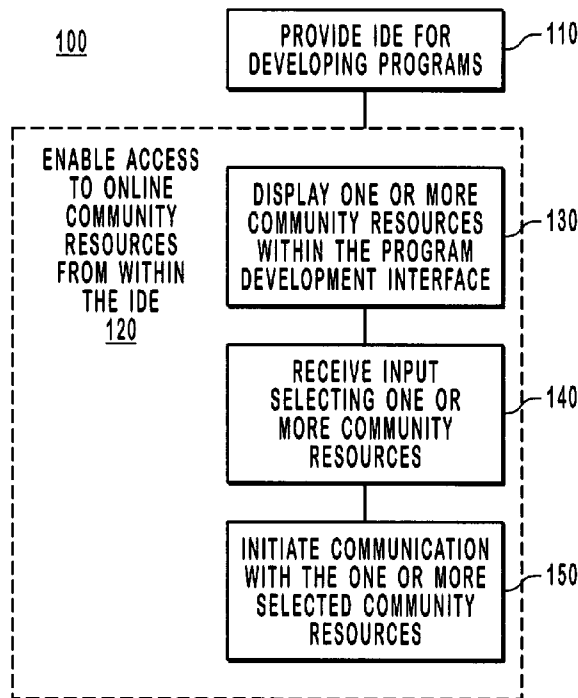 100
PROVIDE IDE FOR
DEVELOPING PROGRAMS
110
ENABLE ACCESS
TO ONLINE
COMMUNITY
RESOURCES
FROM WITHIN
THE IDE
120
DISPLAY ONE OR MORE
COMMUNITY RESOURCES
WITHIN THE PROGRAM
DEVELOPMENT INTERFACE
130
RECEIVE INPUT
SELECTING ONE OR
MORE COMMUNITY
RESOURCES
140
INITIATE COMMUNICATION
WITH THE ONE OR MORE
SELECTED COMMUNITY
RESOURCES
150